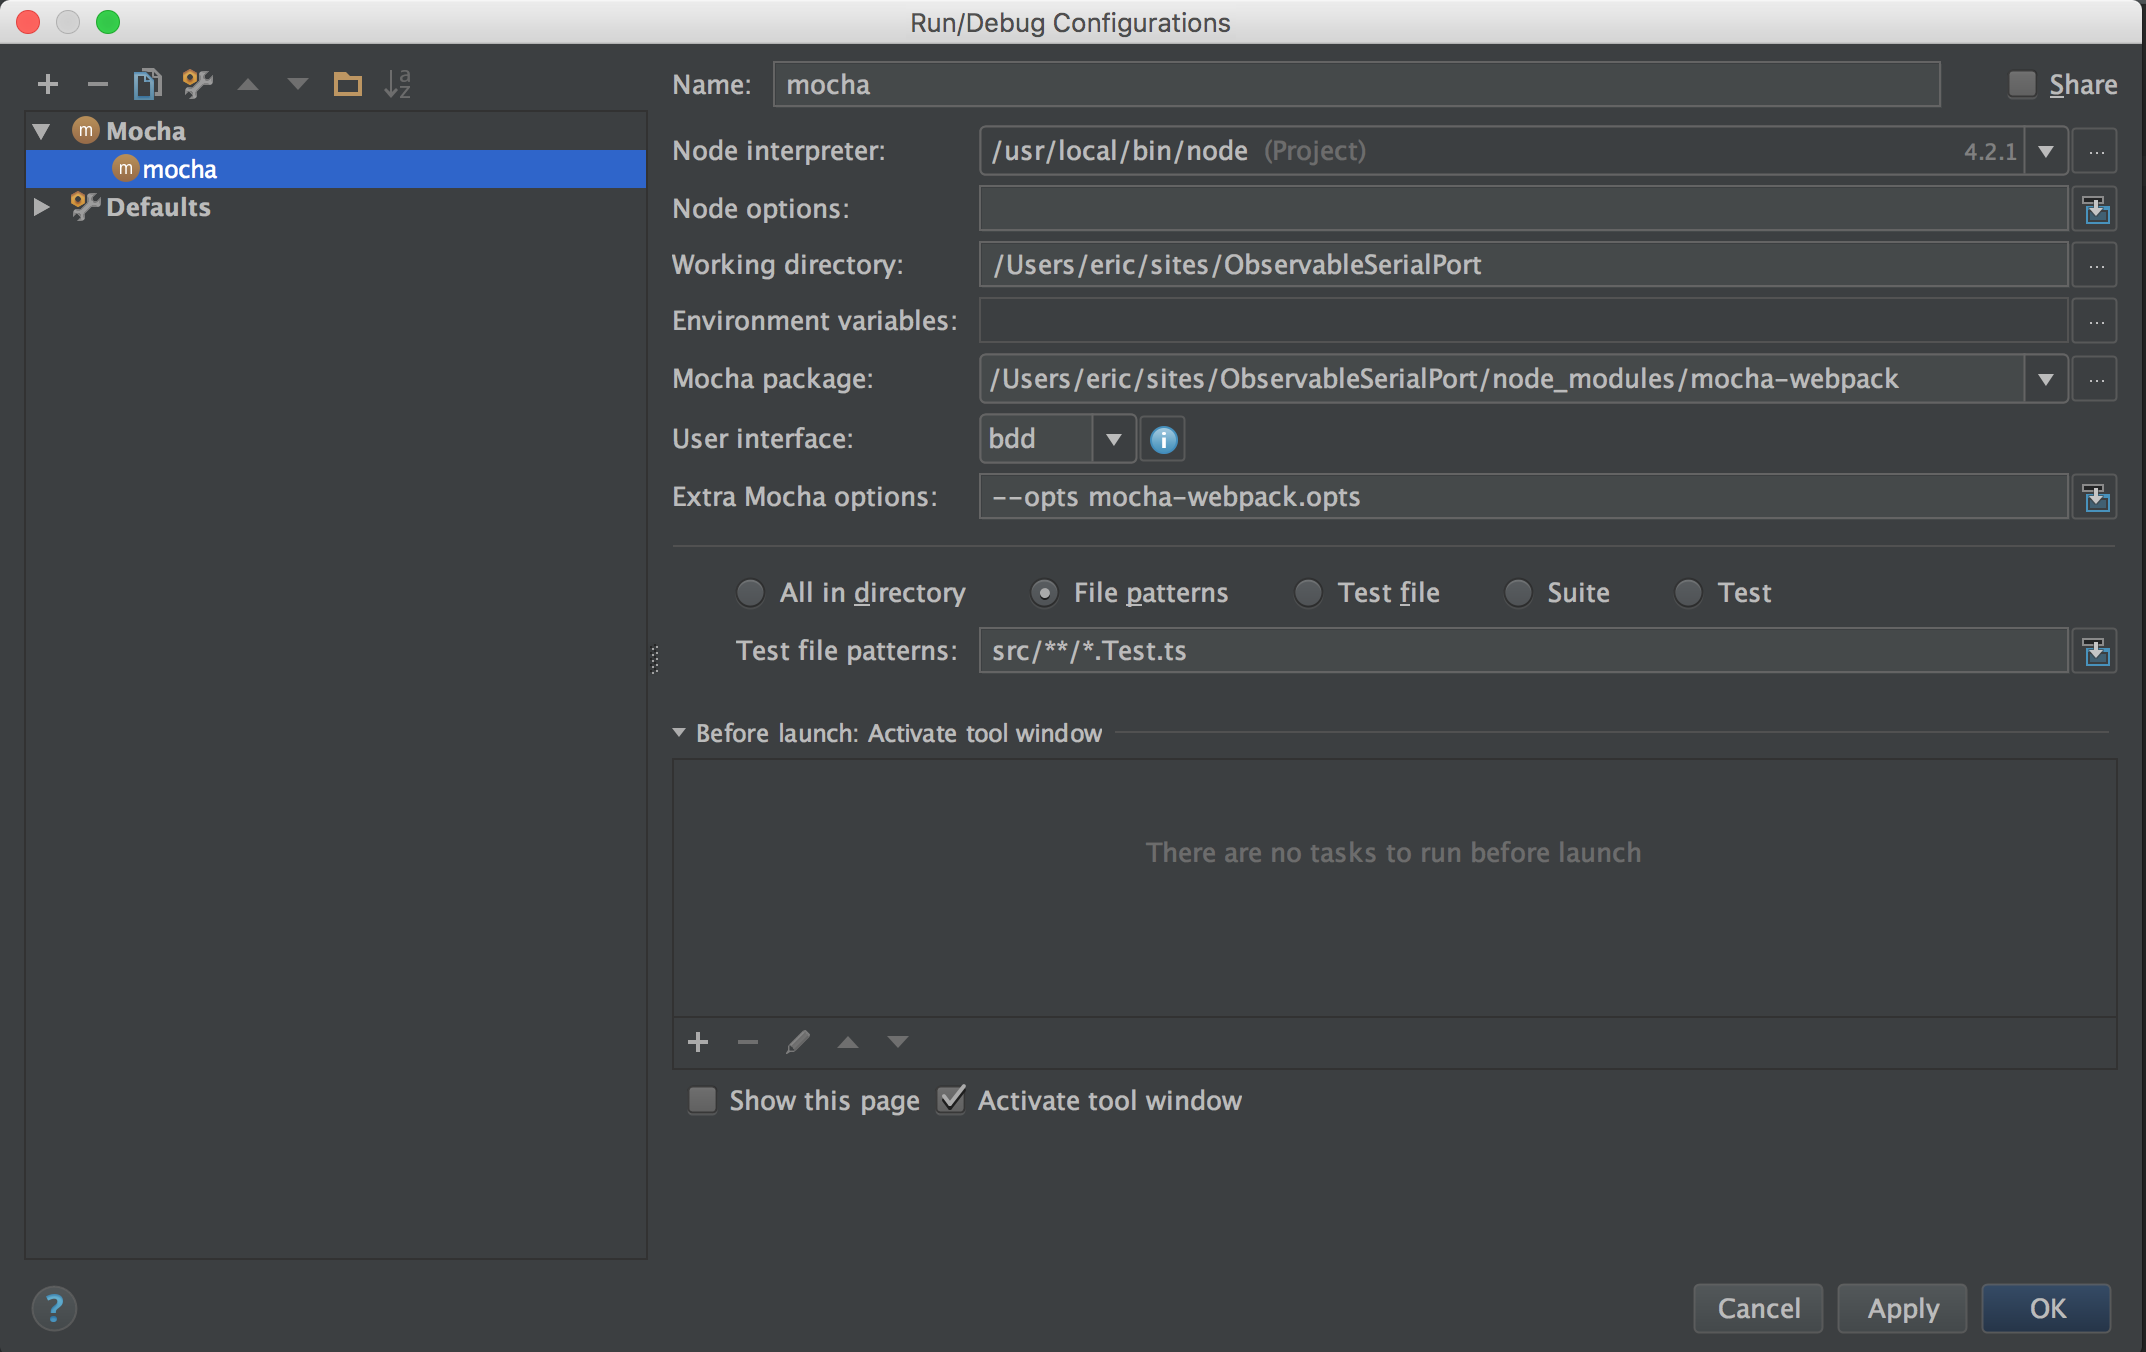 Run/Debug Configurations
Name: mocha Share
Mocha
mocha
Defaults
Node interpreter: /usr/local/bin/node (Project) 4.2.1
Node options:
Working directory: /Users/eric/sites/ObservableSerialPort
Environment variables:
Mocha package: /Users/eric/sites/ObservableSerialPort/node_modules/mocha-webpack
User interface: bdd
Extra Mocha options: --opts mocha-webpack.opts
All in directory File patterns Test file Suite Test
Test file patterns: src/**/*.Test.ts
Before launch: Activate tool window
There are no tasks to run before launch
Show this page Activate tool window
? Cancel Apply OK